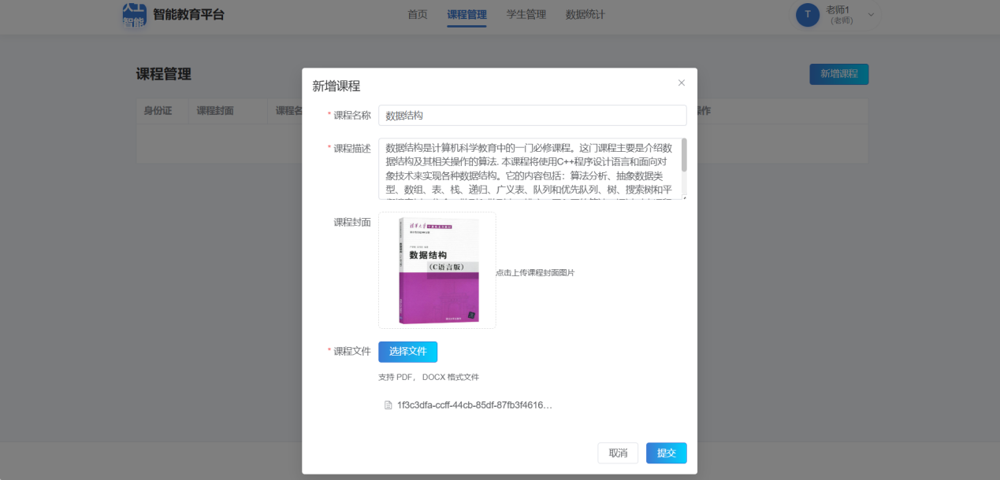 人工
智能
智能教育平台
首页 课程管理 学生管理 数据统计
T
老师1
(老师)
课程管理
新增课程
身份证 课程封面 课程名
作
新增课程
* 课程名称 数据结构
* 课程描述
数据结构是计算机科学教育中的一门必修课程。这门课程主要是介绍数
据结构及其相关操作的算法. 本课程将使用C++程序设计语言和面向对
象技术来实现各种数据结构。它的内容包括：算法分析、抽象数据类
型、数组、表、栈、递归、广义表、队列和优先队列、树、搜索树和平
课程封面
清华大学
数据结构
(C语言版)
点击上传课程封面图片
* 课程文件 选择文件
支持 PDF， DOCX 格式文件
1f3c3dfa-ccff-44cb-85df-87fb3f4616…
取消 提交